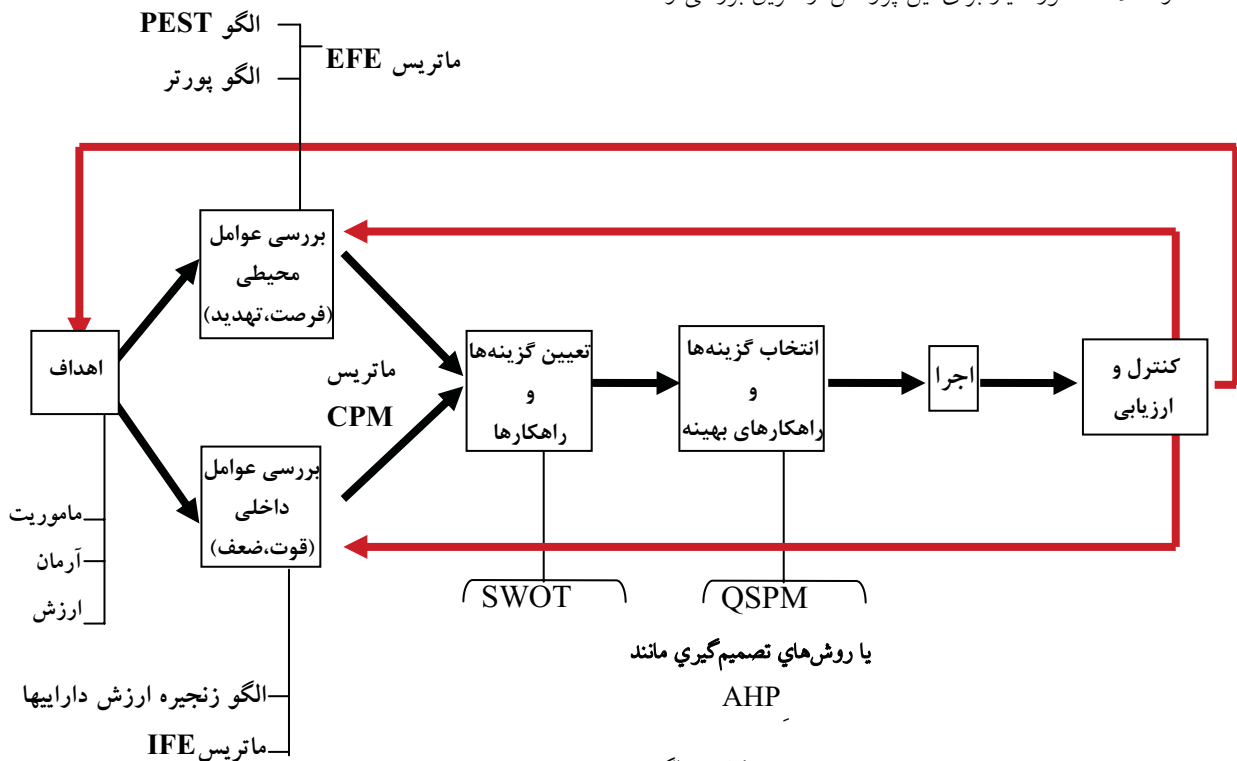 الگو PEST
ماتریس EFE
الگو پورتر
بررسی عوامل
محیطی
(فرصت،تهدید)
اهداف
ماتریس
CPM
تعیین گزینه‌ها
و
راهکارها
انتخاب گزینه‌ها
و
راهکارهای بهینه
اجرا
کنترل و
ارزیابی
بررسی عوامل
داخلی
(قوت،ضعف)
ماموریت
آرمان
ارزش
SWOT
QSPM
یا روش‌هاي تصمیم‌گیري مانند
AHP
الگو زنجیره ارزش داراییها
ماتریس IFE